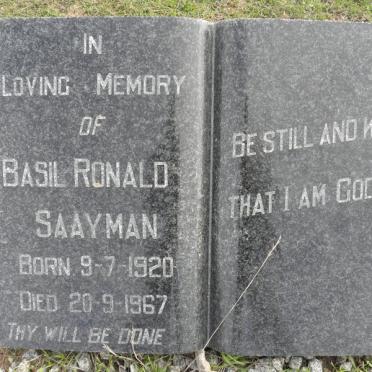 IN
LOVING MEMORY
OF
BASIL RONALD
SAAYMAN
BORN 9-7-1920
DIED 20-9-1967
THY WILL BE DONE
BE STILL AND
THAT I AM GOD